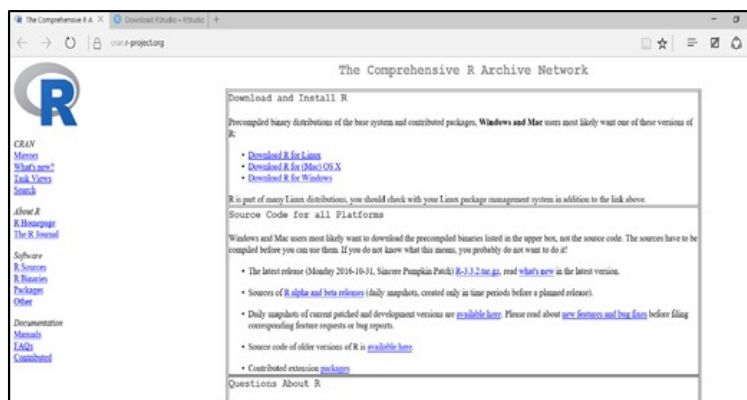 The Comprehensive R A
Download RStudio – RStudio
cran.r-project.org
R
CRAN
Mirrors
What's new?
Task Views
Search
About R
R Homepage
The R Journal
Software
R Sources
R Binaries
Packages
Other
Documentation
Manuals
FAQs
Contributed
The Comprehensive R Archive Network
Download and Install R
Precompiled binary distributions of the base system and contributed packages, Windows and Mac users most likely want one of these versions of
R:
• Download R for Linux
• Download R for (Mac) OS X
• Download R for Windows
R is part of many Linux distributions, you should check with your Linux package management system in addition to the link above.
Source Code for all Platforms
Windows and Mac users most likely want to download the precompiled binaries listed in the upper box, not the source code. The sources have to be
compiled before you can use them. If you do not know what this means, you probably do not want to do it!
• The latest release (Monday 2016-10-31, Sincere Pumpkin Patch) R-3.3.2.tar.gz, read what's new in the latest version.
• Sources of R alpha and beta releases (daily snapshots, created only in time periods before a planned release).
• Daily snapshots of current patched and development versions are available here. Please read about new features and bug fixes before filing
corresponding feature requests or bug reports.
• Source code of older versions of R is available here.
• Contributed extension packages
Questions About R